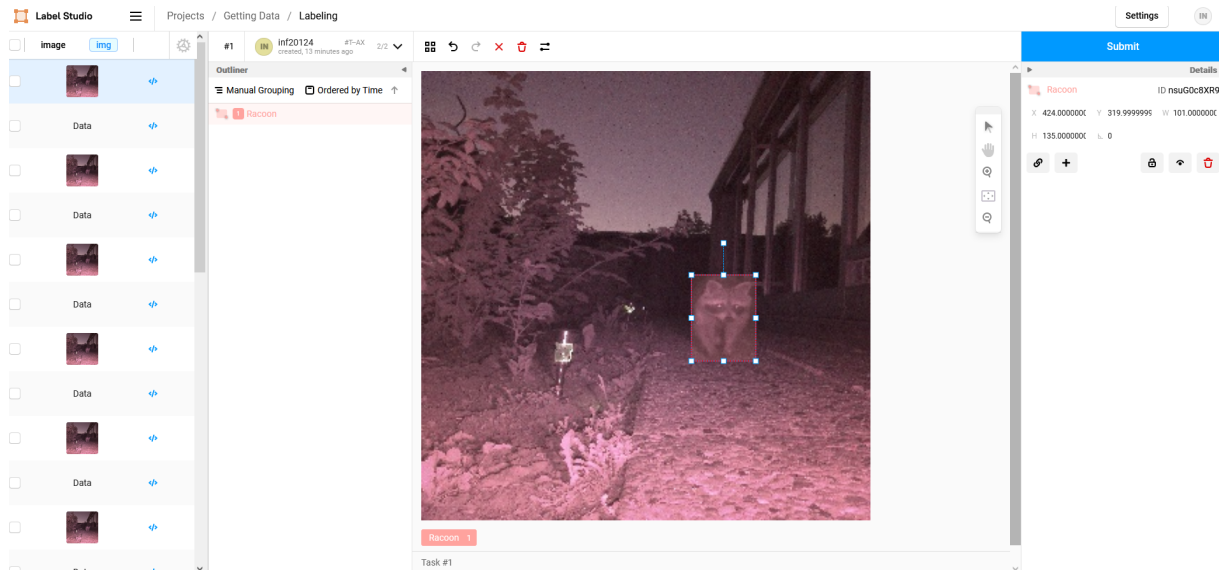 Label Studio
Projects / Getting Data / Labeling
Settings
IN
image img
Data
Data
Data
Data
Data
#1
IN
inf20124 #T–AX
created, 13 minutes ago
2/2
Submit
Outliner
Manual Grouping
Ordered by Time
1 Racoon
Racoon 1
Task #1
Details
Racoon
ID nsuG0c8XR9
X 424.0000000 Y 319.9999999 W 101.000000
H 135.000000 0